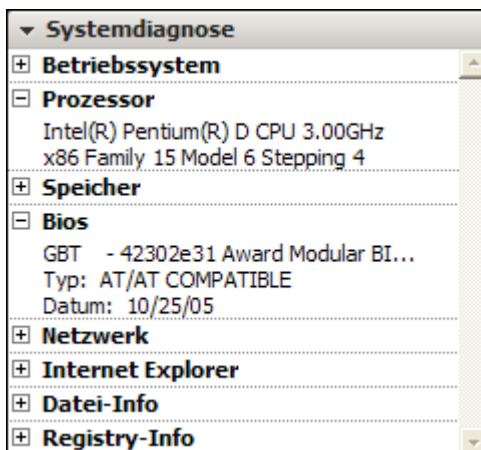 Systemdiagnose
Betriebssystem
Prozessor
Intel(R) Pentium(R) D CPU 3.00GHz
x86 Family 15 Model 6 Stepping 4
Speicher
Bios
GBT - 42302e31 Award Modular BI...
Typ: AT/AT COMPATIBLE
Datum: 10/25/05
Netzwerk
Internet Explorer
Datei-Info
Registry-Info